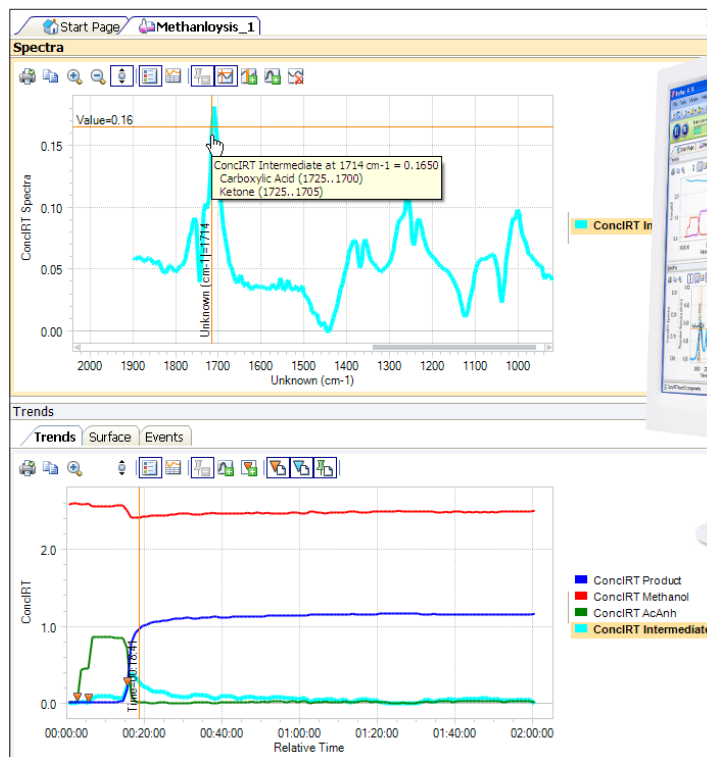 Start Page
Methanloysis_1
Spectra
Value=0.16
ConcIRT Intermediate at 1714 cm-1 = 0.1650
Carboxylic Acid (1725..1700)
Ketone (1725..1705)
0.15
0.10
0.05
0.00
ConcIRT Spectra
Unknown (cm-1)=1714
ConcIRT In
2000 1900 1800 1700 1600 1500 1400 1300 1200 1100 1000
Unknown (cm-1)
Trends
Trends
Surface
Events
2.0
1.0
0.0
ConcIRT
Time=00:18:41
ConcIRT Product
ConcIRT Methanol
ConcIRT AcAnh
ConcIRT Intermediate
00:00:00 00:20:00 00:40:00 01:00:00 01:20:00 01:40:00 02:00:00
Relative Time